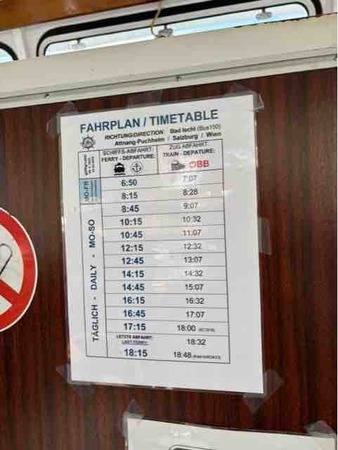 FAHRPLAN / TIMETABLE
RICHTUNG/DIRECTION Bad Ischl (Bus150)
Attnang-Puchheim / Salzburg / Wien
SCHIFFS-ABFAHRT: ZUG ABFAHRT:
FERRY - DEPARTURE: TRAIN - DEPARTURE:
ÖBB
MO-FR 6:50 7:07
TÄGLICH - DAILY - MO-SO
8:15 8:28
8:45 9:07
10:15 10:32
10:45 11:07
12:15 12:32
12:45 13:07
14:15 14:32
14:45 15:07
16:15 16:32
16:45 17:07
17:15 18:00
LETZTE ABFAHRT: 18:32
LAST FERRY:
18:15 18:48